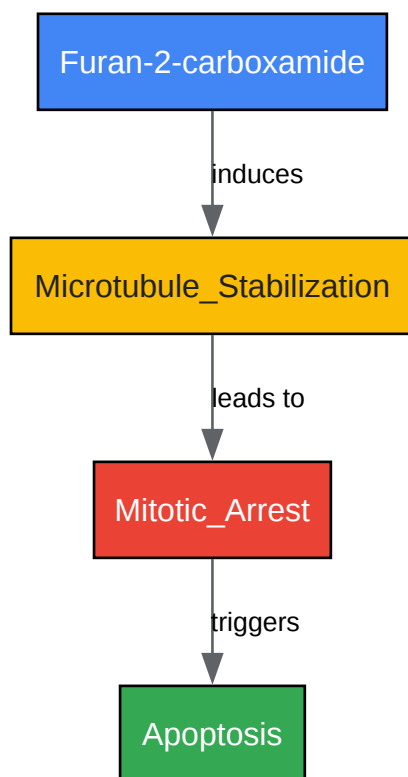 Furan-2-carboxamide
induces
Microtubule_Stabilization
leads to
Mitotic_Arrest
triggers
Apoptosis